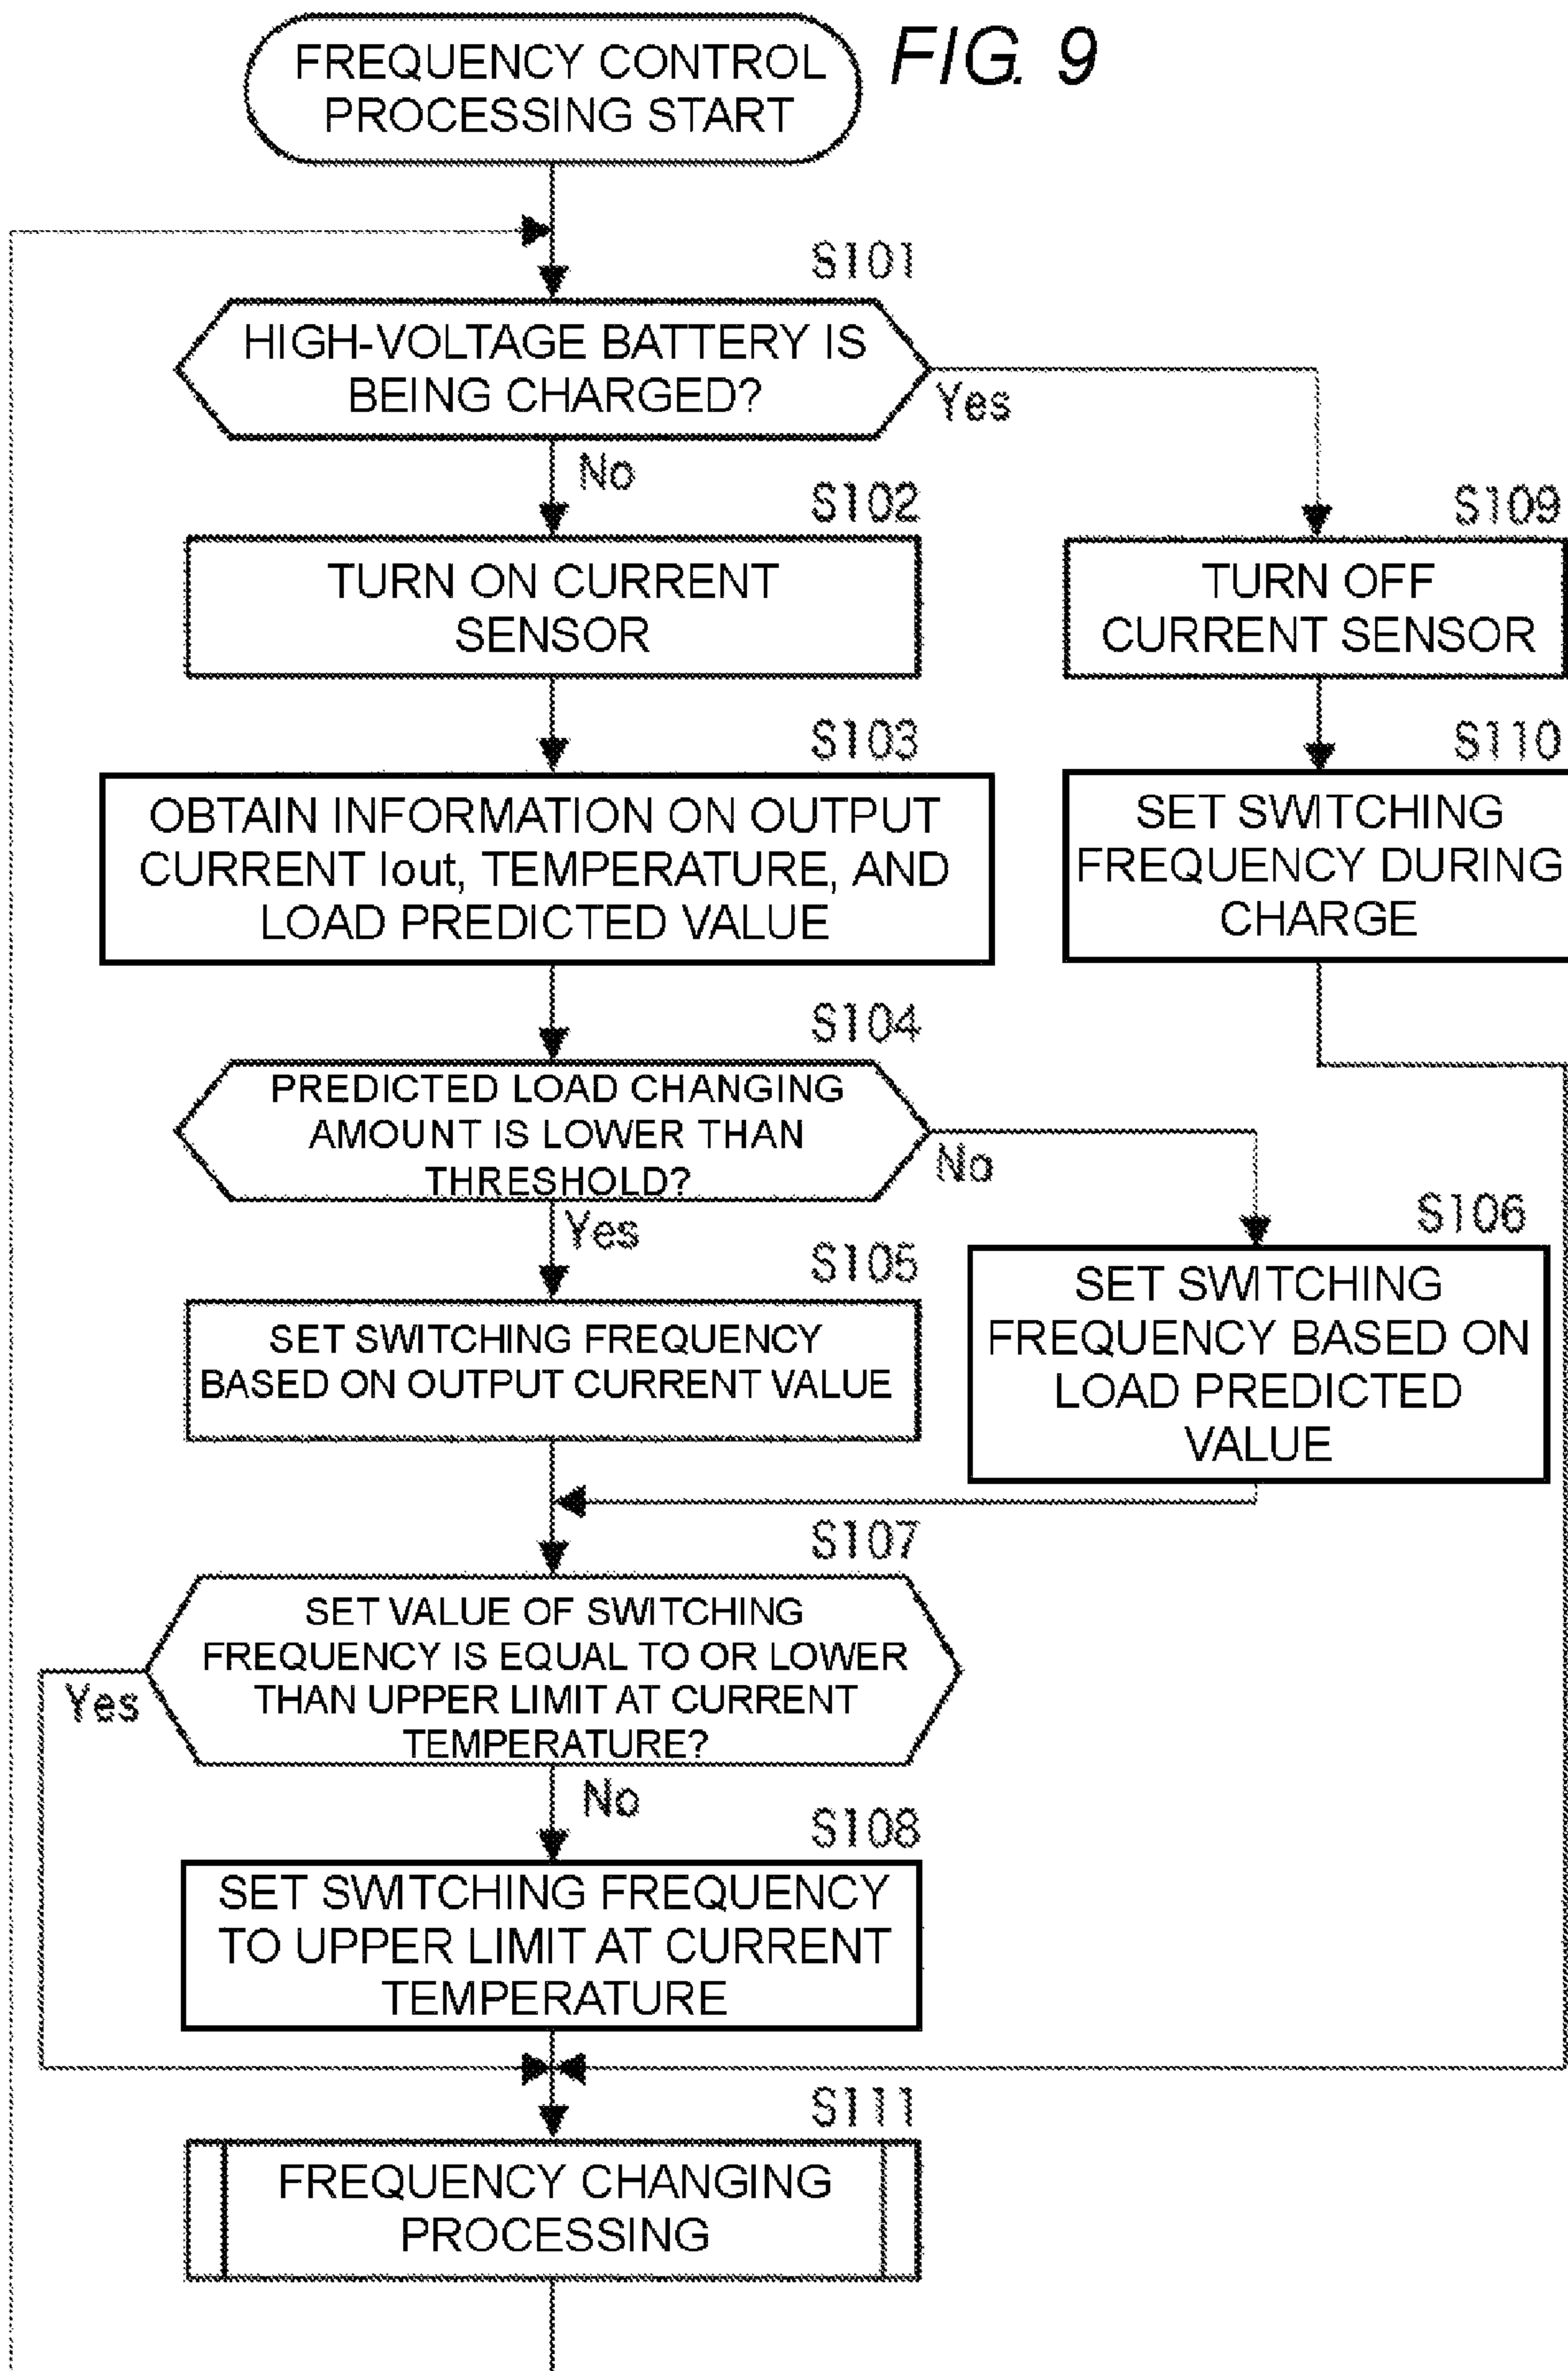 FREQUENCY CONTROL
PROCESSING START
FIG. 9
S101
HIGH-VOLTAGE BATTERY IS
BEING CHARGED?
Yes
No
S102
TURN ON CURRENT
SENSOR
S109
TURN OFF
CURRENT SENSOR
S103
OBTAIN INFORMATION ON OUTPUT
CURRENT Iout, TEMPERATURE, AND
LOAD PREDICTED VALUE
S110
SET SWITCHING
FREQUENCY DURING
CHARGE
S104
PREDICTED LOAD CHANGING
AMOUNT IS LOWER THAN
THRESHOLD?
No
Yes
S105
SET SWITCHING FREQUENCY
BASED ON OUTPUT CURRENT VALUE
S106
SET SWITCHING
FREQUENCY BASED ON
LOAD PREDICTED
VALUE
S107
SET VALUE OF SWITCHING
FREQUENCY IS EQUAL TO OR LOWER
THAN UPPER LIMIT AT CURRENT
TEMPERATURE?
Yes
No
S108
SET SWITCHING FREQUENCY
TO UPPER LIMIT AT CURRENT
TEMPERATURE
S111
FREQUENCY CHANGING
PROCESSING